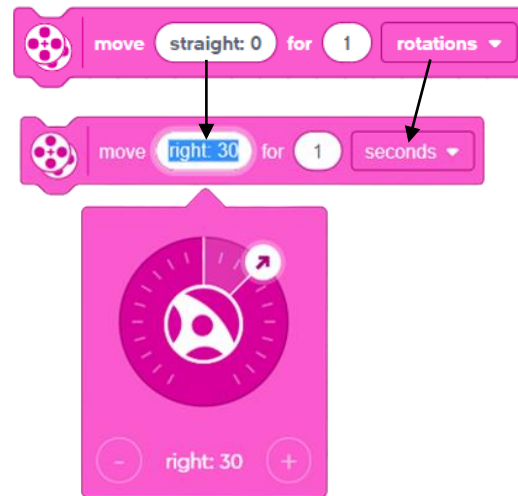 move straight: 0 for 1 rotations
move right: 30 for 1 seconds
- right: 30 +